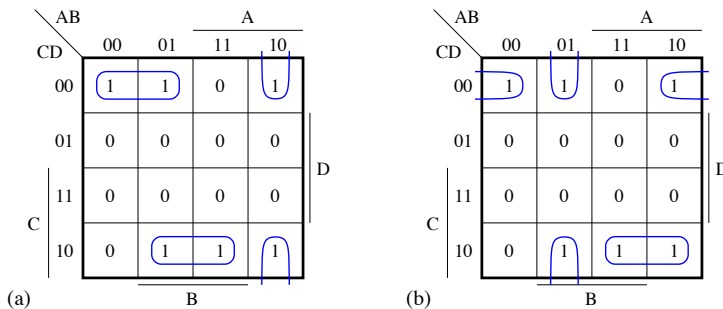 AB A AB A
00 01 11 10 00 01 11 10
CD CD
00 1 1 0 1 00 1 1 0 1
01 0 0 0 0 01 0 0 0 0
D D
11 0 0 0 0 11 0 0 0 0
C C
10 0 1 1 1 10 0 1 1 1
(a) B (b) B